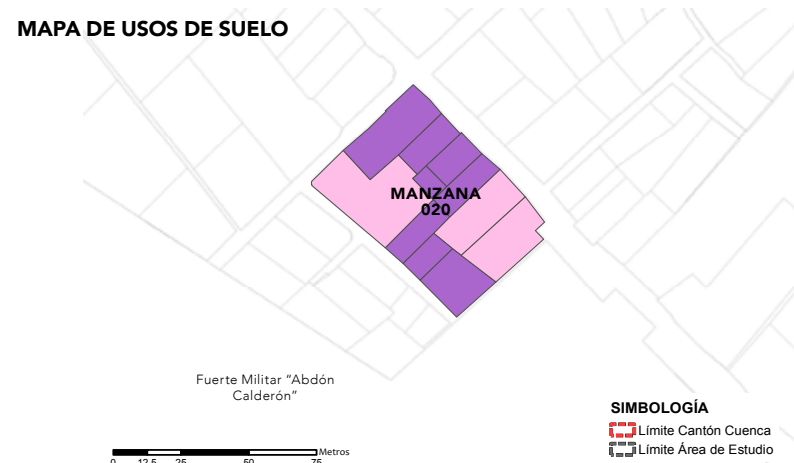 MAPA DE USOS DE SUELO
MANZANA
020
Fuerte Militar “Abdón
Calderón”
SIMBOLOGÍA
Límite Cantón Cuenca
Límite Área de Estudio
Metros
0 12,5 25 50 75